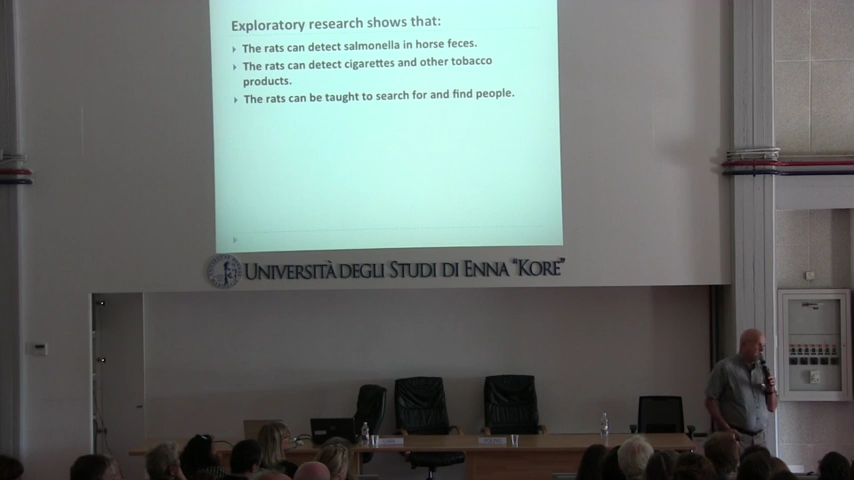 Exploratory research shows that:
The rats can detect salmonella in horse feces.
The rats can detect cigarettes and other tobacco
products.
The rats can be taught to search for and find people.
UNIVERSITÀ DEGLI STUDI DI ENNA "KORE"